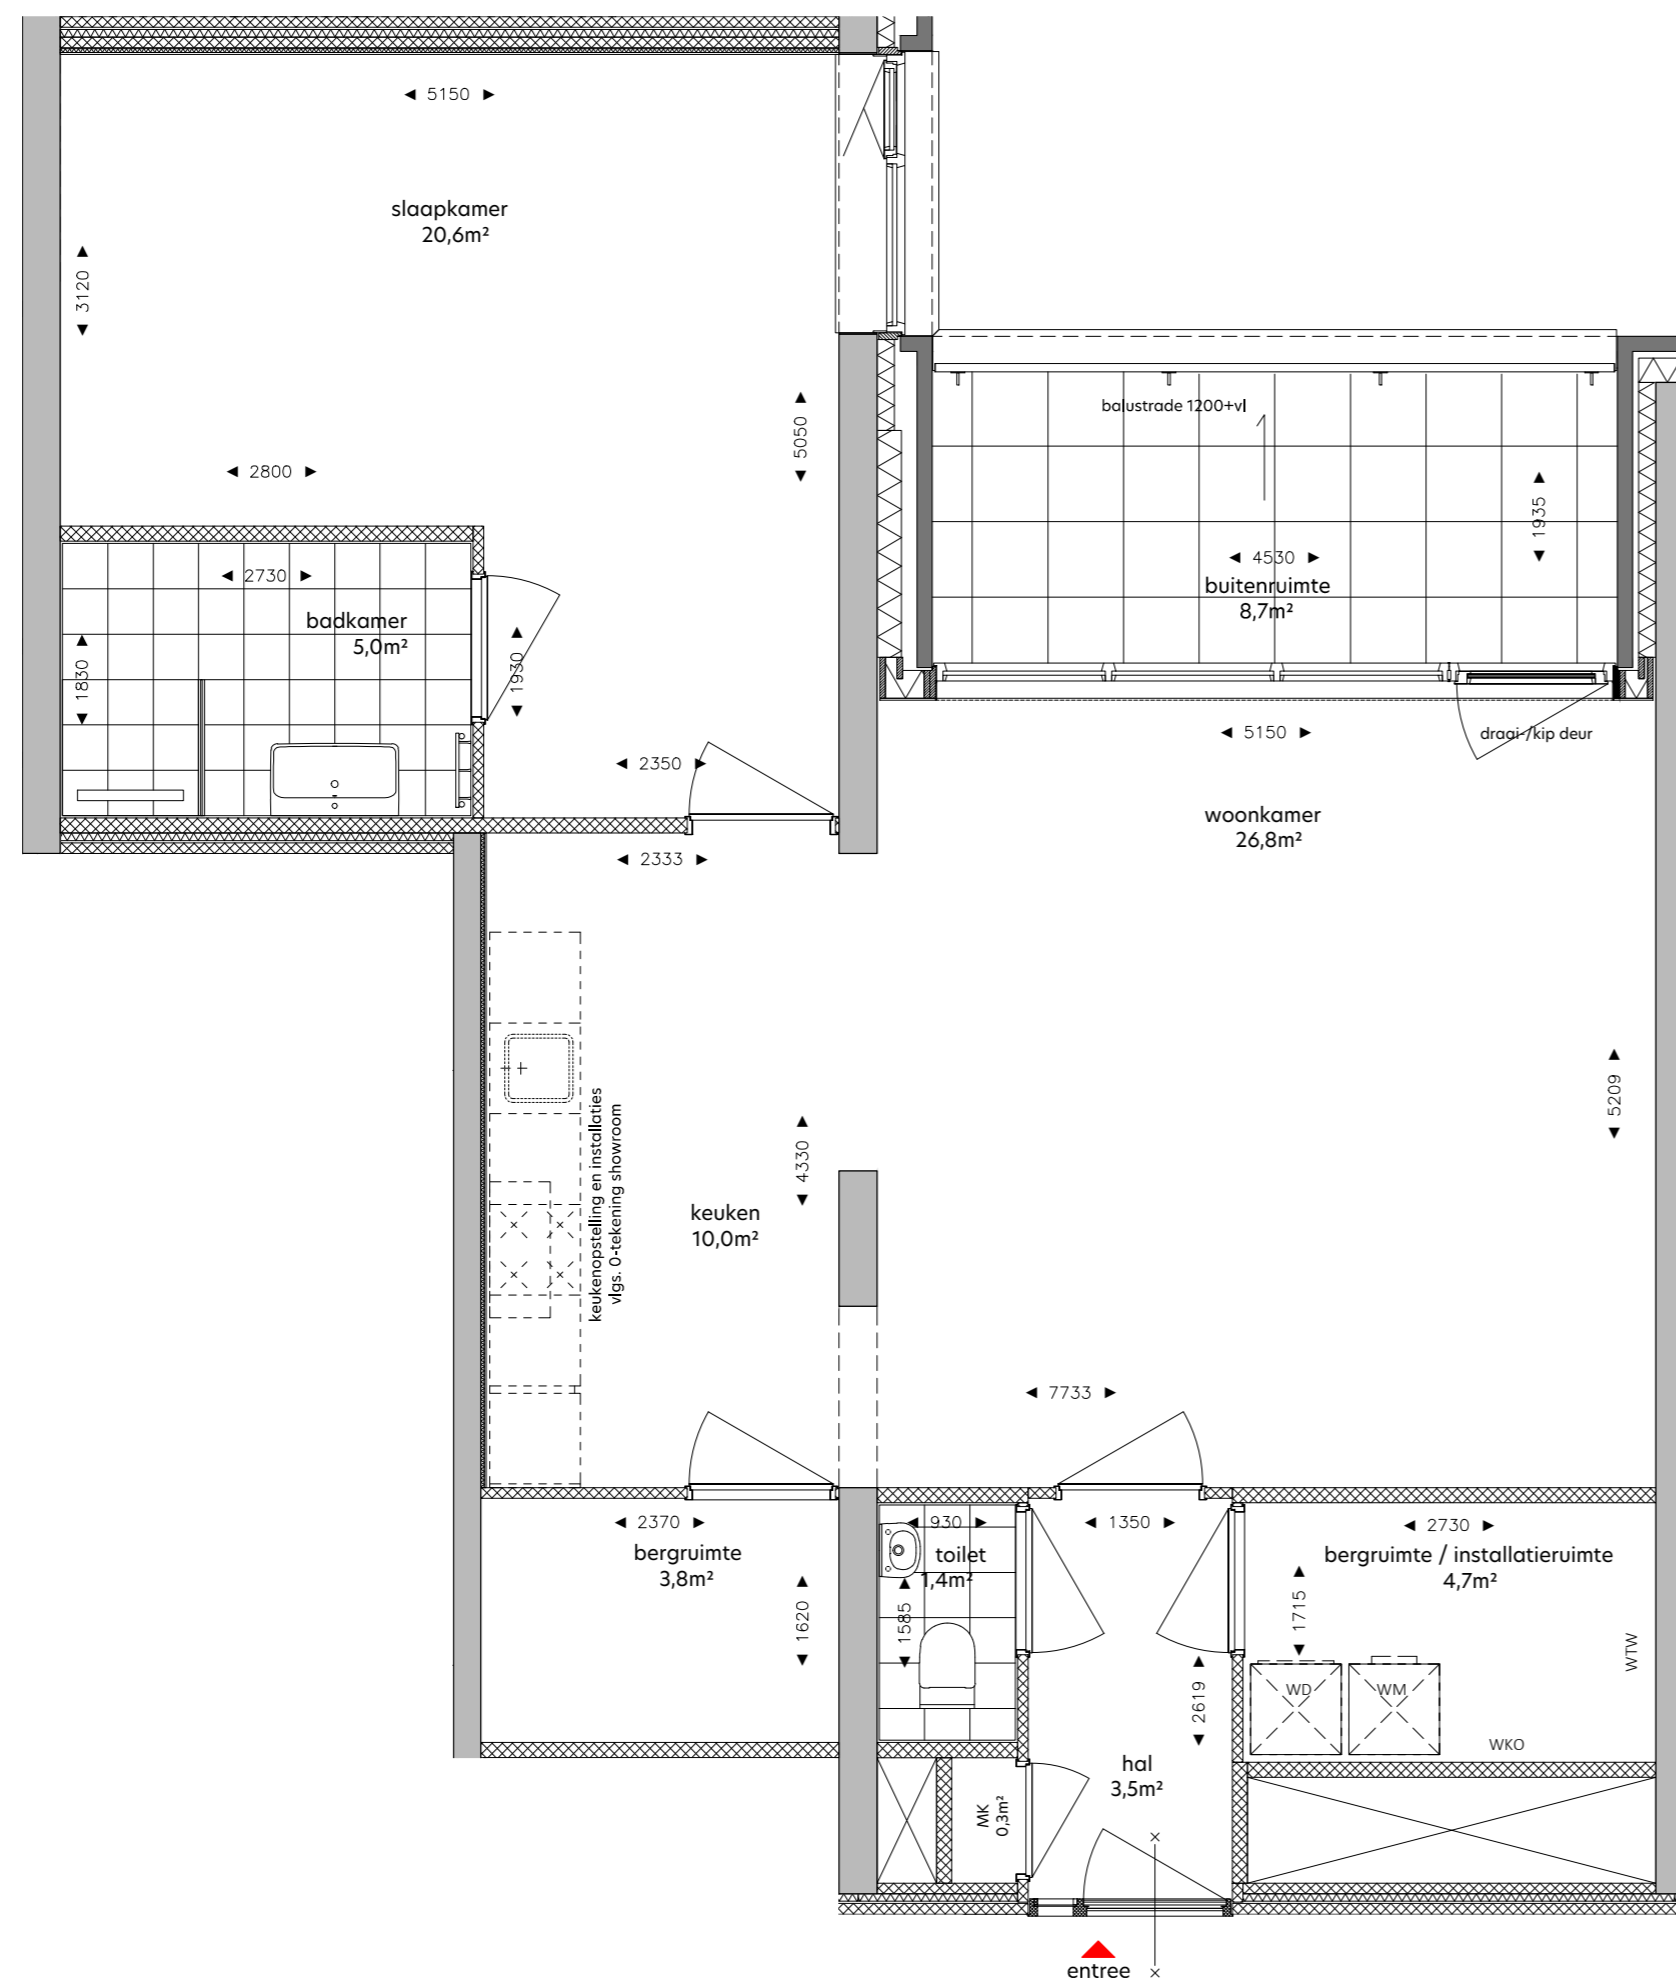 5150
slaapkamer
20,6m²
3120
5050
balustrade 1200+vl
2800
1935
4530
buitenruimte
8,7m²
2730
badkamer
5,0m²
1830
1930
5150
draai-/kip deur
2350
woonkamer
26,8m²
2333
5209
keukenopstelling en installaties
vlgs. 0-tekening showroom
4330
keuken
10,0m²
7733
2370
bergruimte
3,8m²
1620
930
toilet
1,4m²
1585
1350
2730
bergruimte / installatieruimte
4,7m²
1715
WTW
2619
WD
WM
WKO
hal
3,5m²
MK
0,3m²
entree